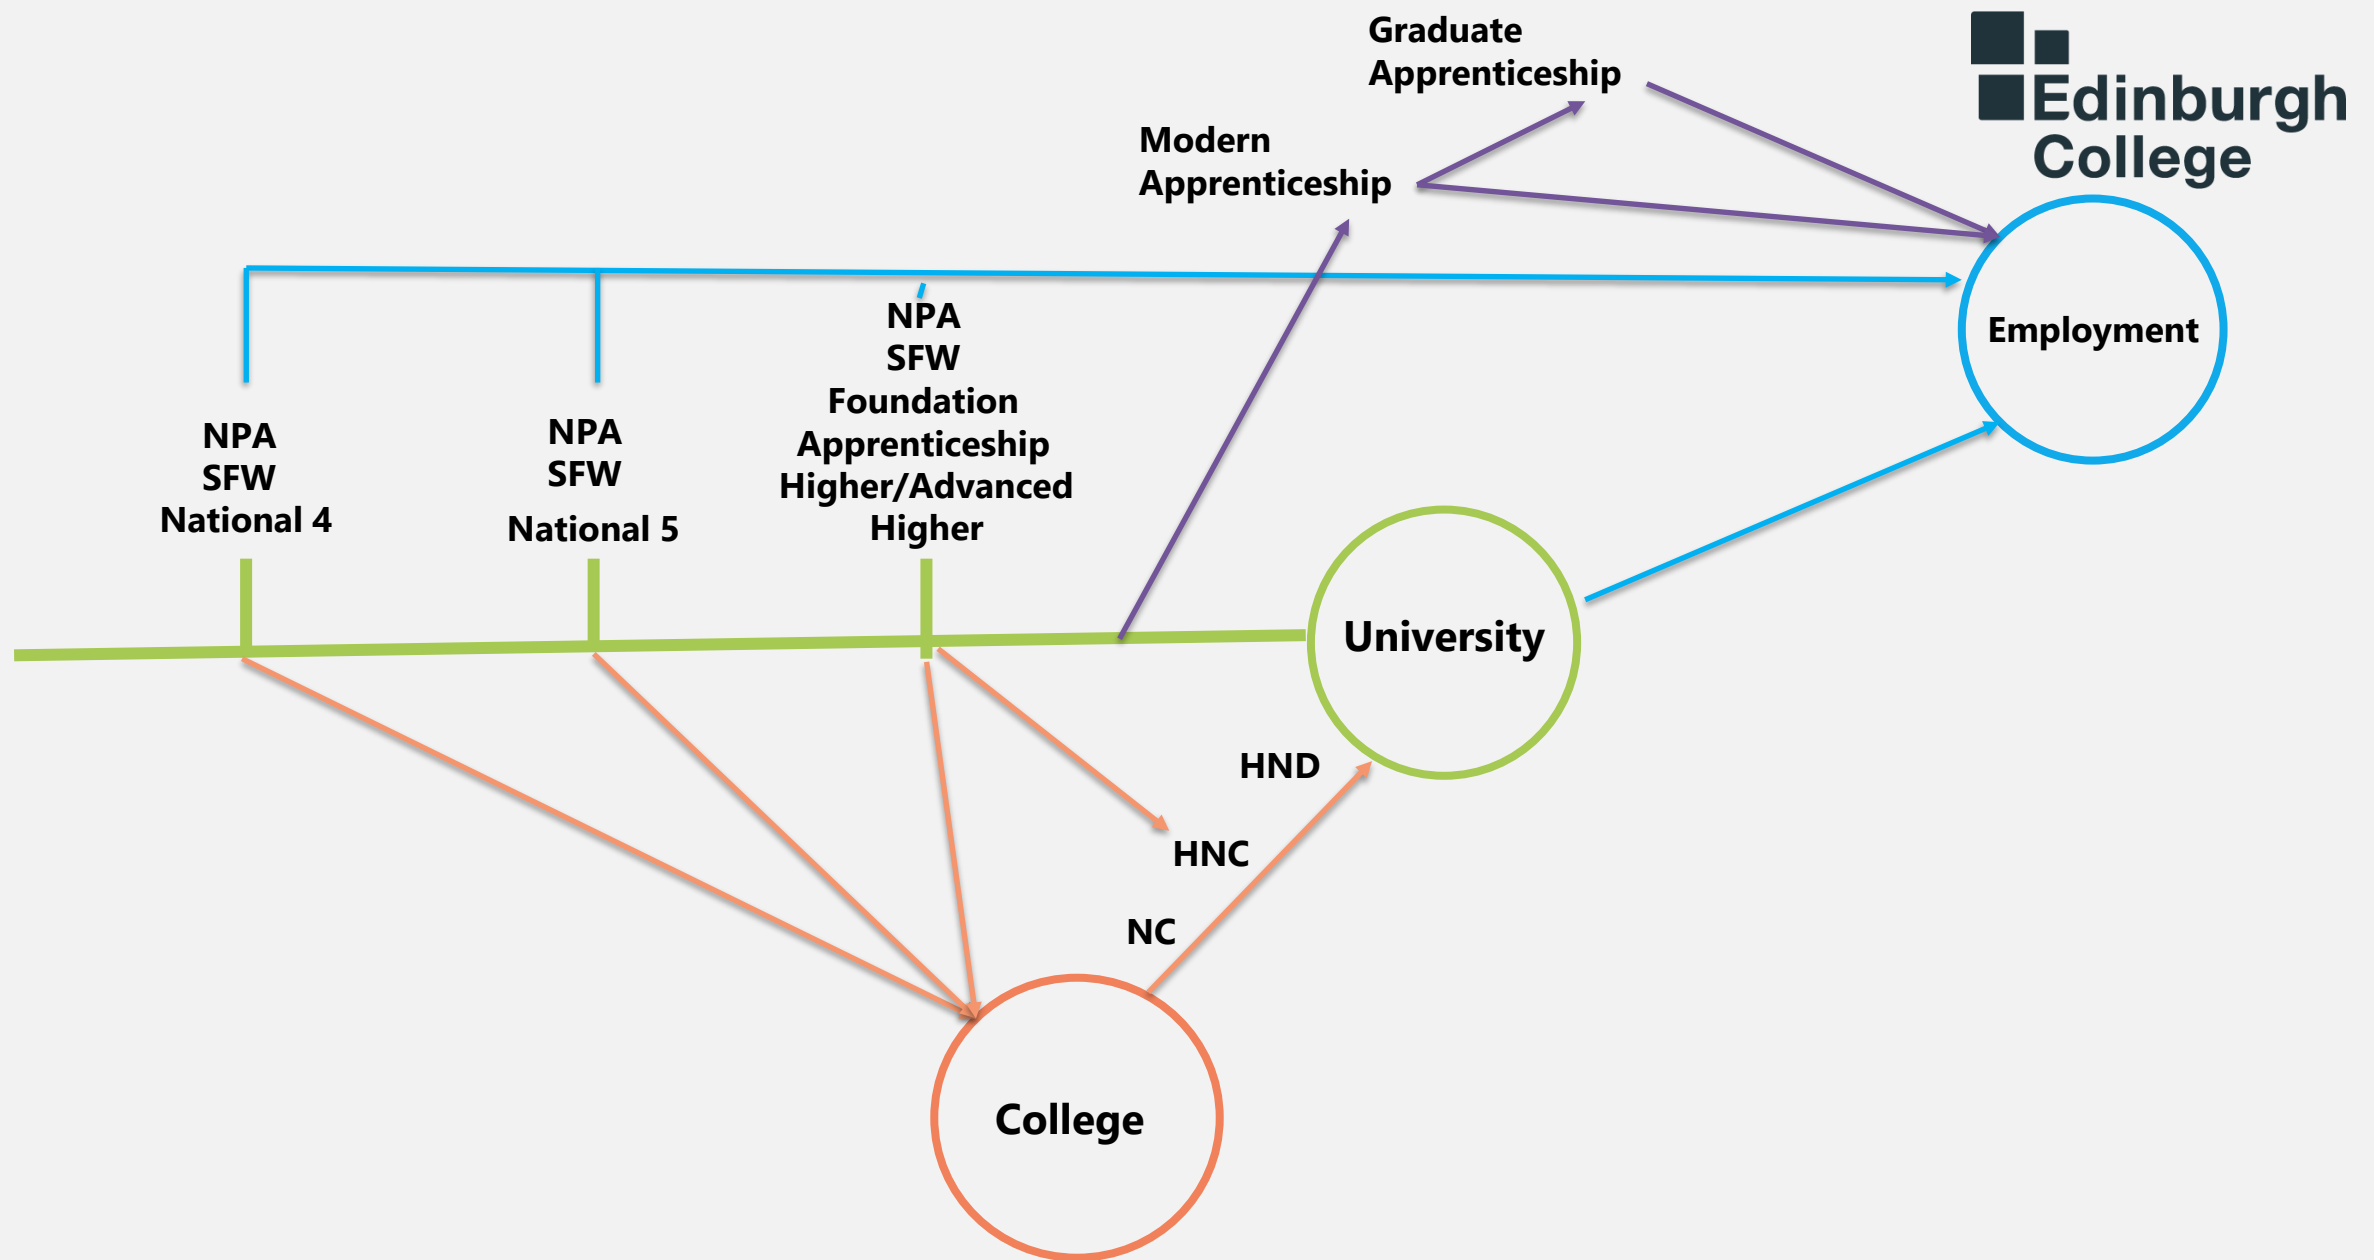 Graduate
Apprenticeship
Edinburgh
College
Modern
Apprenticeship
Employment
NPA
SFW
National 4
NPA
SFW
National 5
NPA
SFW
Foundation
Apprenticeship
Higher/Advanced
Higher
University
HND
HNC
NC
College